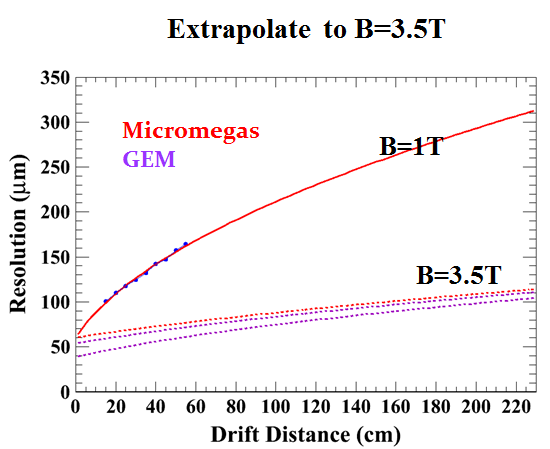 Extrapolate to B=3.5T
Resolution (µm)
350
300
250
200
150
100
50
0
Micromegas
GEM
B=1T
B=3.5T
0 20 40 60 80 100 120 140 160 180 200 220
Drift Distance (cm)